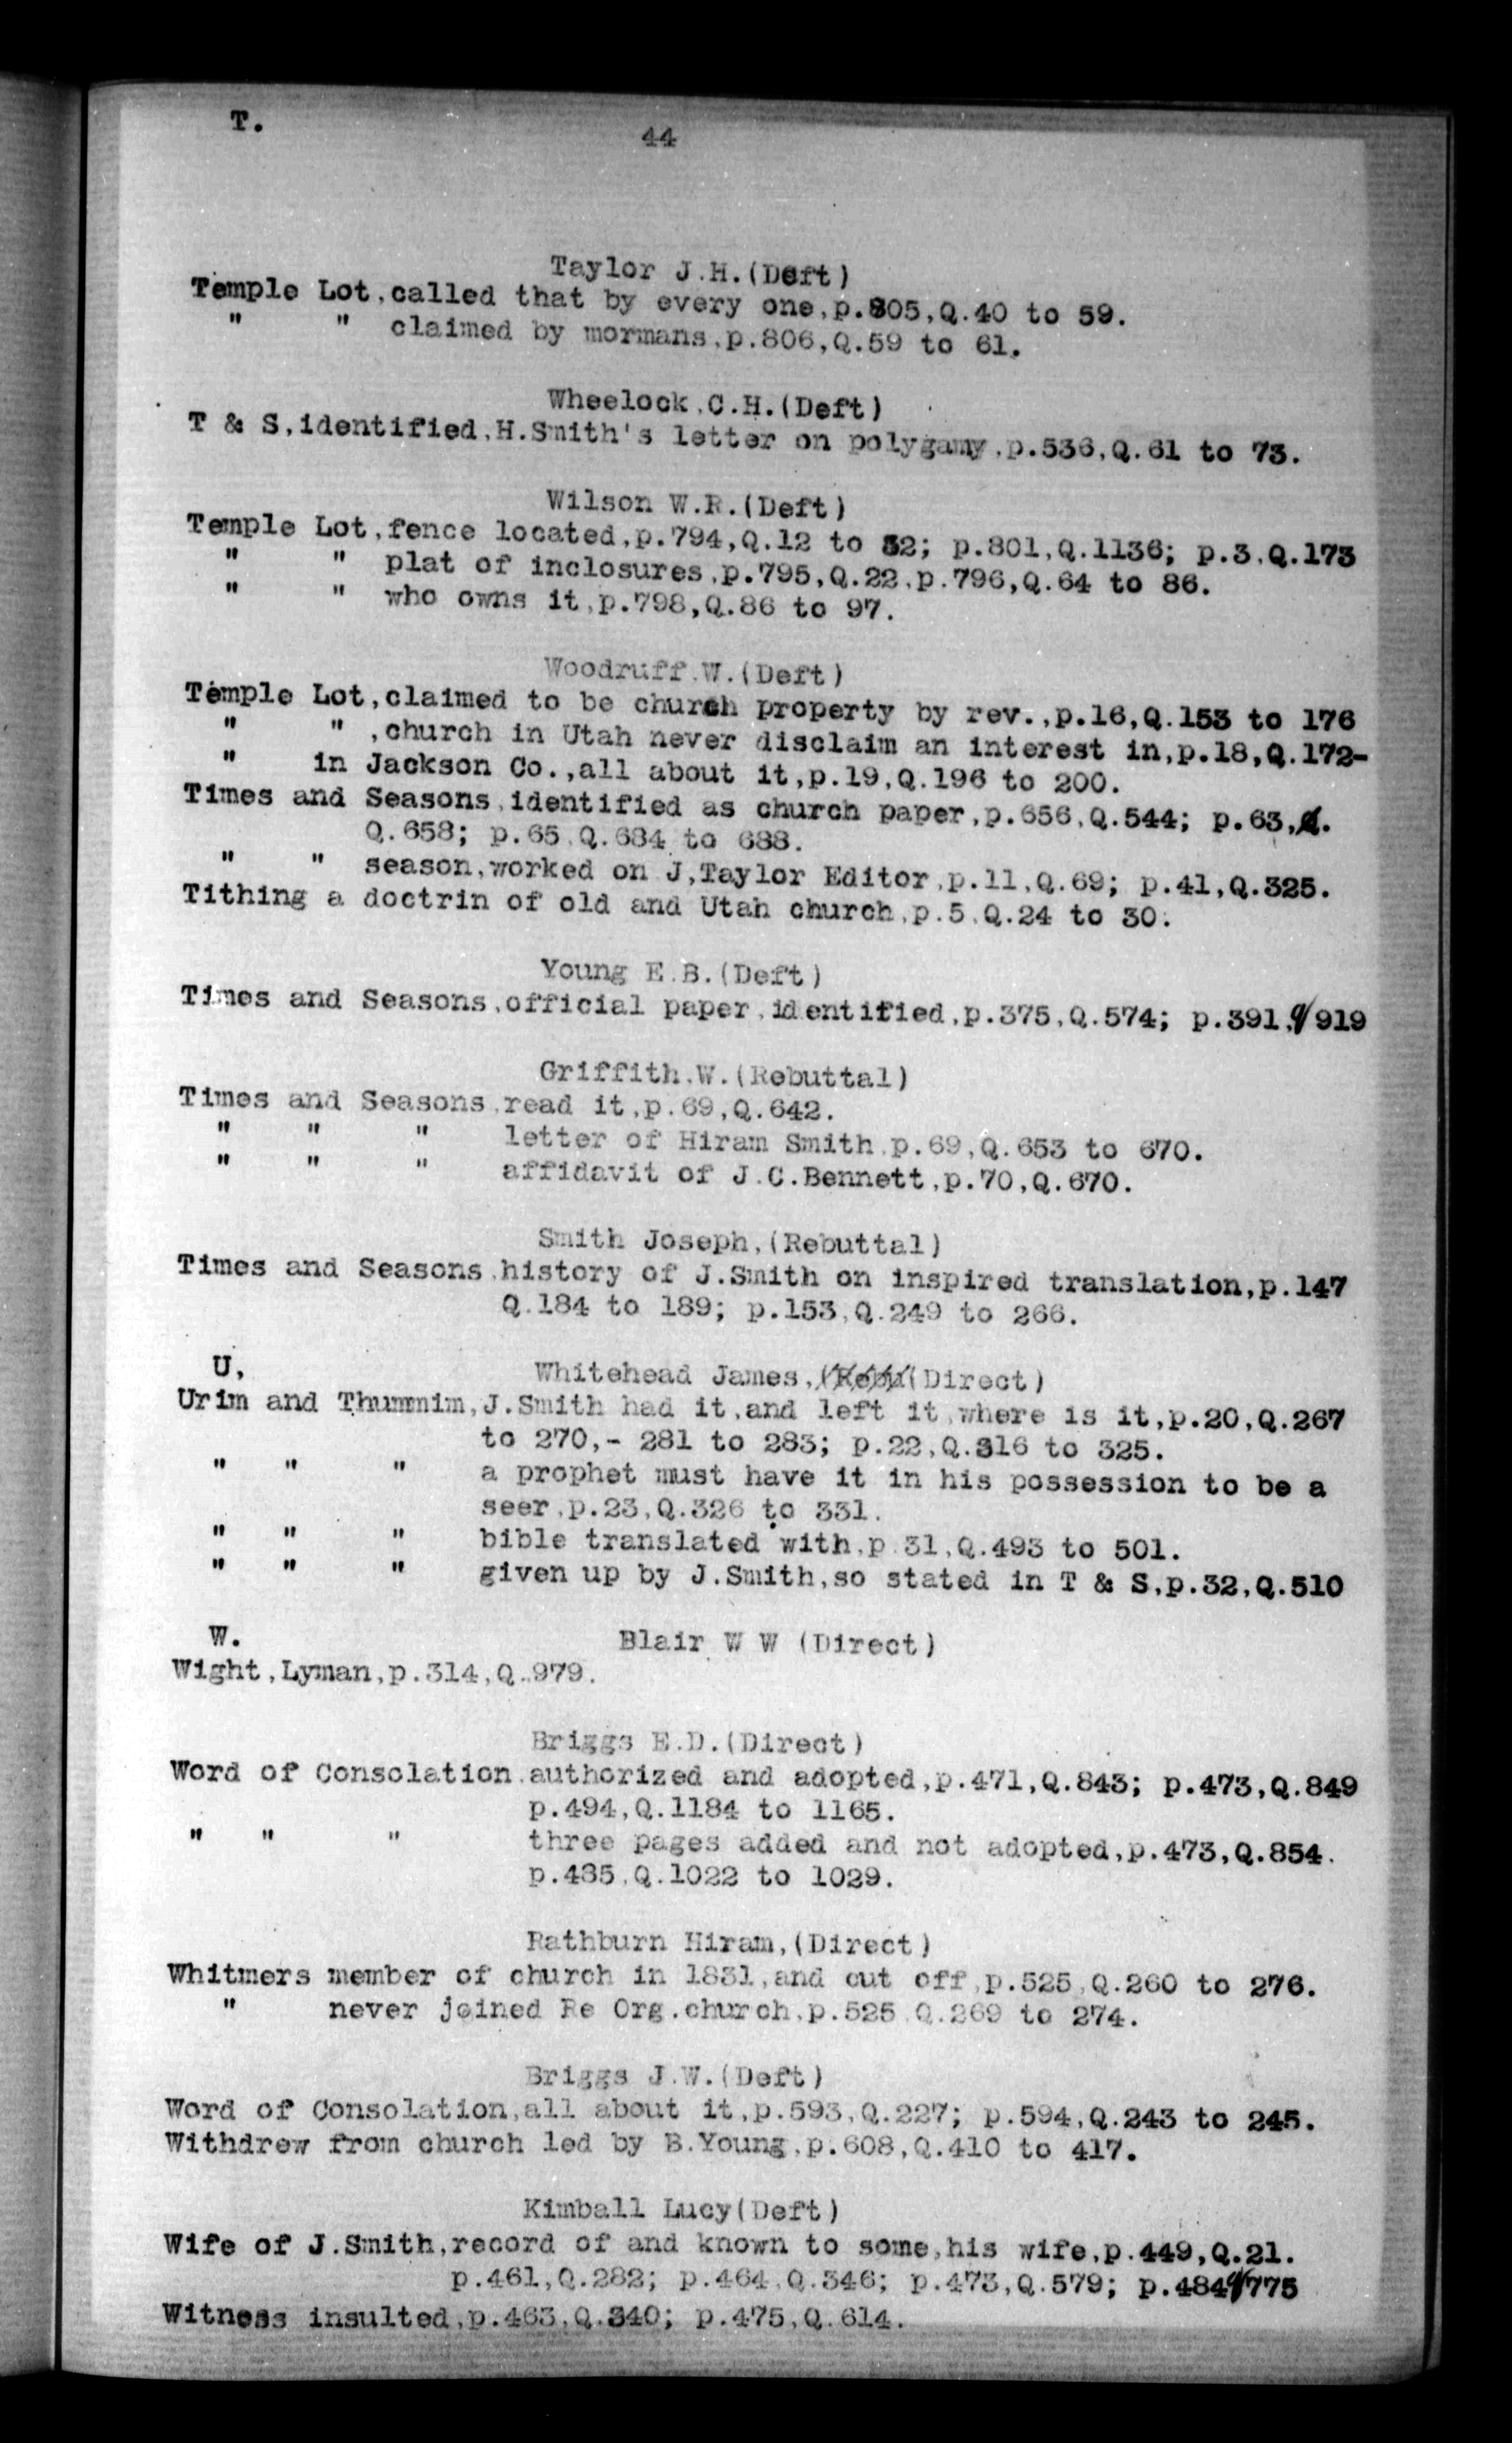 T.
44
Taylor J.H.(Deft)
Temple Lot,called that by every one,p.805,Q.40 to 59.
" " claimed by mormans,p.806,Q.59 to 61.
Wheelock,C.H.(Deft)
T & S,identified,H.Smith's letter on polygamy,p.536,Q.61 to 73.
Wilson W.R.(Deft)
Temple Lot,fence located,p.794,Q.12 to 32; p.801,Q.1136; p.3,Q.173
" " plat of inclosures,p.795,Q.22,p.796,Q.64 to 86.
" " who owns it,p.798,Q.86 to 97.
Woodruff.W.(Deft)
Temple Lot,claimed to be church property by rev.,p.16,Q.153 to 176
" " ,church in Utah never disclaim an interest in,p.18,Q.172-
" in Jackson Co.,all about it,p.19,Q.196 to 200.
Times and Seasons,identified as church paper,p.656,Q.544; p.63,Q.
Q.658; p.65,Q.684 to 688.
" " season,worked on J,Taylor Editor,p.11,Q.69; p.41,Q.325.
Tithing a doctrin of old and Utah church,p.5,Q.24 to 30.
Young E.B.(Deft)
Times and Seasons,official paper,identified,p.375,Q.574; p.391,q 919
Griffith.W.(Rebuttal)
Times and Seasons,read it,p.69,Q.642.
" " " letter of Hiram Smith,p.69,Q.653 to 670.
" " " affidavit of J.C.Bennett,p.70,Q.670.
Smith Joseph,(Rebuttal)
Times and Seasons,history of J.Smith on inspired translation,p.147
Q.184 to 189; p.153,Q.249 to 266.
U, Whitehead James,(Rebu(Direct)
Urim and Thummim,J.Smith had it,and left it,where is it,p.20,Q.267
to 270,- 281 to 283; p.22,Q.316 to 325.
" " " a prophet must have it in his possession to be a
seer,p.23,Q.326 to 331.
" " " bible translated with,p.31,Q.493 to 501.
" " " given up by J.Smith,so stated in T & S,p.32,Q.510
W. Blair W W (Direct)
Wight,Lyman,p.314,Q.979.
Briggs E.D.(Direct)
Word of Consolation,authorized and adopted,p.471,Q.843; p.473,Q.849
p.494,Q.1184 to 1165.
" " " three pages added and not adopted,p.473,Q.854.
p.485,Q.1022 to 1029.
Rathburn Hiram,(Direct)
Whitmers member of church in 1831,and cut off,p.525,Q.260 to 276.
" never joined Re Org.church,p.525,Q.269 to 274.
Briggs J.W.(Deft)
Word of Consolation,all about it,p.593,Q.227; p.594,Q.243 to 245.
Withdrew from church led by B.Young,p.608,Q.410 to 417.
Kimball Lucy(Deft)
Wife of J.Smith,record of and known to some,his wife,p.449,Q.21.
p.461,Q.282; p.464,Q.346; p.473,Q.579; p.484q775
Witness insulted,p.463,Q.340; p.475,Q.614.